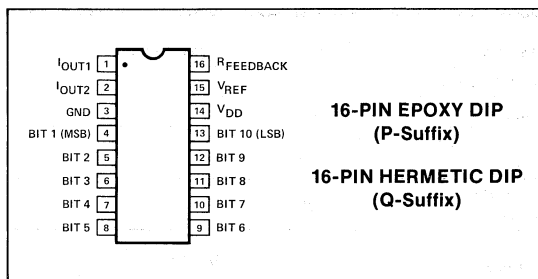 IOUT1 1
IOUT2 2
GND 3
BIT 1 (MSB) 4
BIT 2 5
BIT 3 6
BIT 4 7
BIT 5 8
16 RFEEDBACK
15 VREF
14 VDD
13 BIT 10 (LSB)
12 BIT 9
11 BIT 8
10 BIT 7
9 BIT 6
16-PIN EPOXY DIP
(P-Suffix)
16-PIN HERMETIC DIP
(Q-Suffix)